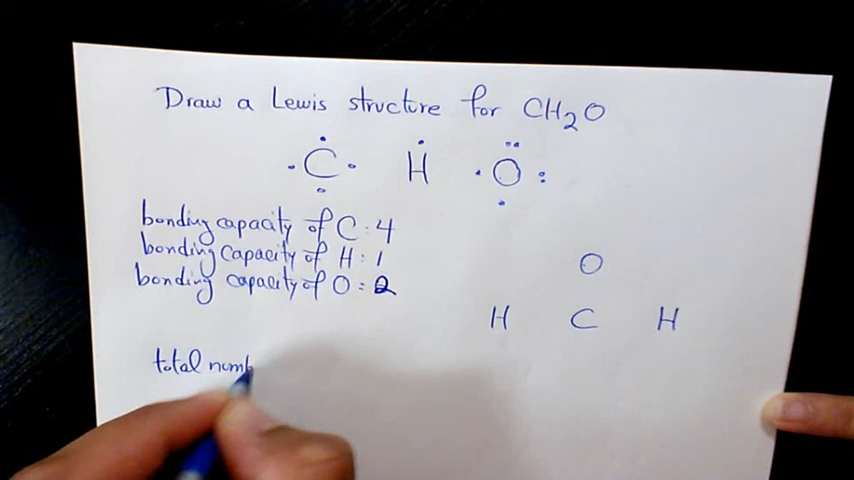 Draw a Lewis structure for CH₂O
C H O
bonding capacity of C: 4
bonding capacity of H: 1
bonding capacity of O: 2
O
H C H
total numb